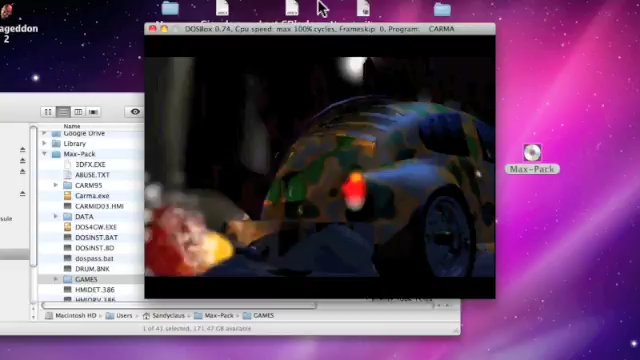 ageddon
2
DOSBox 0.74, Cpu speed: max 100% cycles, Frameskip 0, Program: CARMA
Name
Google Drive
Library
Max-Pack
3DFX.EXE
ABUSE.TXT
CARM95
Carma.exe
CARMID03.HMI
DATA
DOS4GW.EXE
DOSINST.BAT
DOSINST.8D
dospass.bat
DRUM.BNK
GAMES
HMIDET.386
Macintosh HD
Users
Sandyclaus
Max-Pack
GAMES
1 of 41 selected, 171.47 GB available
Max-Pack